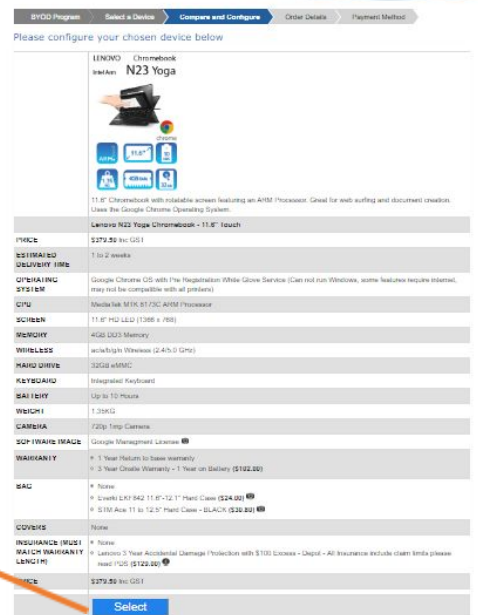 BYOD Program Select a Device Compare and Configure Order Details Payment Method
Please configure your chosen device below
LENOVO Chromebook
Intel Atom N23 Yoga
chrome
ARM
11.6"
11.6" Chromebook with rotatable screen featuring an ARM Processor. Great for web surfing and document creation.
Uses the Google Chrome Operating System.
Lenovo N23 Yoga Chromebook - 11.6" Touch
PRICE $379.50 Inc GST
ESTIMATED DELIVERY TIME 1 to 2 weeks
OPERATING SYSTEM Google Chrome OS with Pre Registration White Glove Service (Can not run Windows, some features require internet,
may not be compatible with all printers)
CPU MediaTek MTK 8173C ARM Processor
SCREEN 11.6" HD LED (1366 x 768)
MEMORY 4GB DD3 Memory
WIRELESS ac/a/b/g/n Wireless (2.4/5.0 GHz)
HARD DRIVE 32GB eMMC
KEYBOARD Integrated Keyboard
BATTERY Up to 10 Hours
WEIGHT 1.35KG
CAMERA 720p 1mp Camera
SOFTWARE IMAGE Google Managment License
WARRANTY 1 Year Return to base warranty
3 Year Onsite Warranty - 1 Year on Battery ($102.00)
BAG None
Everki EKF842 11.6"-12.1" Hard Case ($24.00)
STM Ace 11 to 12.5" Hard Case - BLACK ($30.80)
COVERS None
INSURANCE (MUST MATCH WARRANTY LENGTH) None
Lenovo 3 Year Accidental Damage Protection with $100 Excess - Depot - All Insurance include claim limits please
read PDS ($129.00)
$379.50 Inc GST
Select